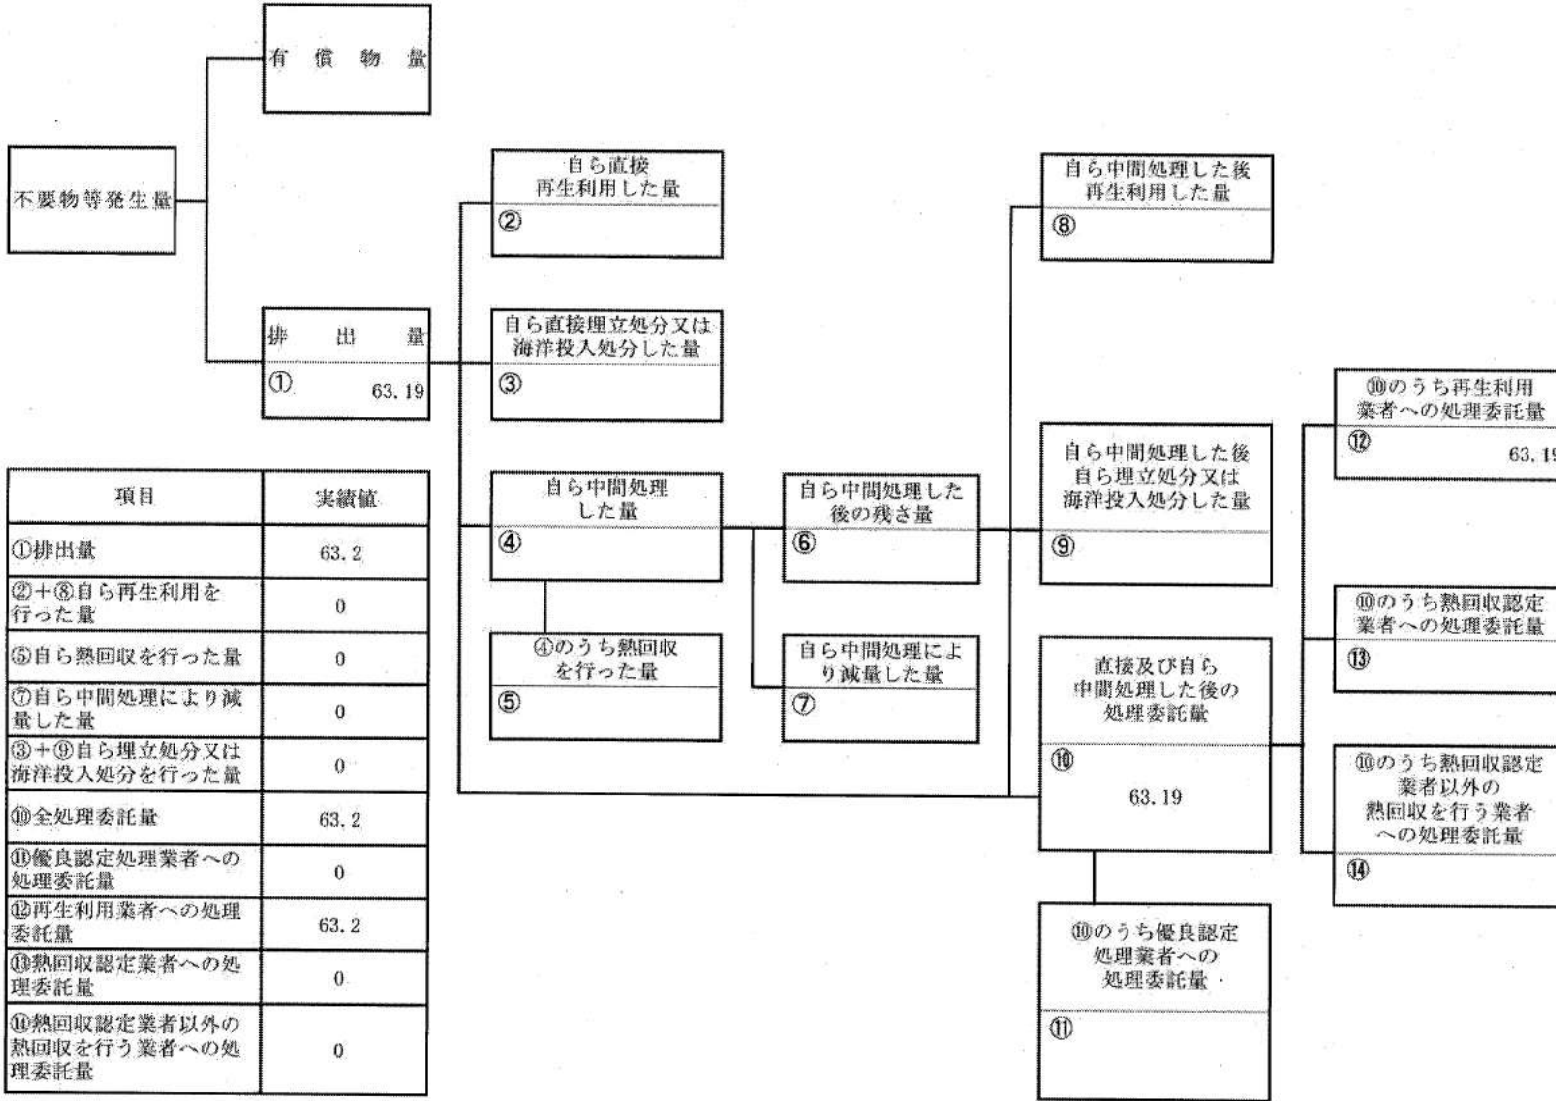 有償物量
不要物等発生量
排出量
①
63.19
自ら直接
再生利用した量
②
自ら直接埋立処分又は
海洋投入処分した量
③
自ら中間処理
した量
④
④のうち熱回収
を行った量
⑤
自ら中間処理した
後の残さ量
⑥
自ら中間処理によ
り減量した量
⑦
自ら中間処理した後
再生利用した量
⑧
自ら中間処理した後
自ら埋立処分又は
海洋投入処分した量
⑨
直接及び自ら
中間処理した後の
処理委託量
⑩
63.19
⑩のうち優良認定
処理業者への
処理委託量
⑪
⑩のうち再生利用
業者への処理委託量
⑫
63.19
⑩のうち熱回収認定
業者への処理委託量
⑬
⑩のうち熱回収認定
業者以外の
熱回収を行う業者
への処理委託量
⑭
項目 実績値
①排出量 63.2
②+⑧自ら再生利用を
行った量 0
⑤自ら熱回収を行った量 0
⑦自ら中間処理により減
量した量 0
③+⑨自ら埋立処分又は
海洋投入処分を行った量 0
⑩全処理委託量 63.2
⑪優良認定処理業者への
処理委託量 0
⑫再生利用業者への処理
委託量 63.2
⑬熱回収認定業者への処
理委託量 0
⑭熱回収認定業者以外の
熱回収を行う業者への処
理委託量 0